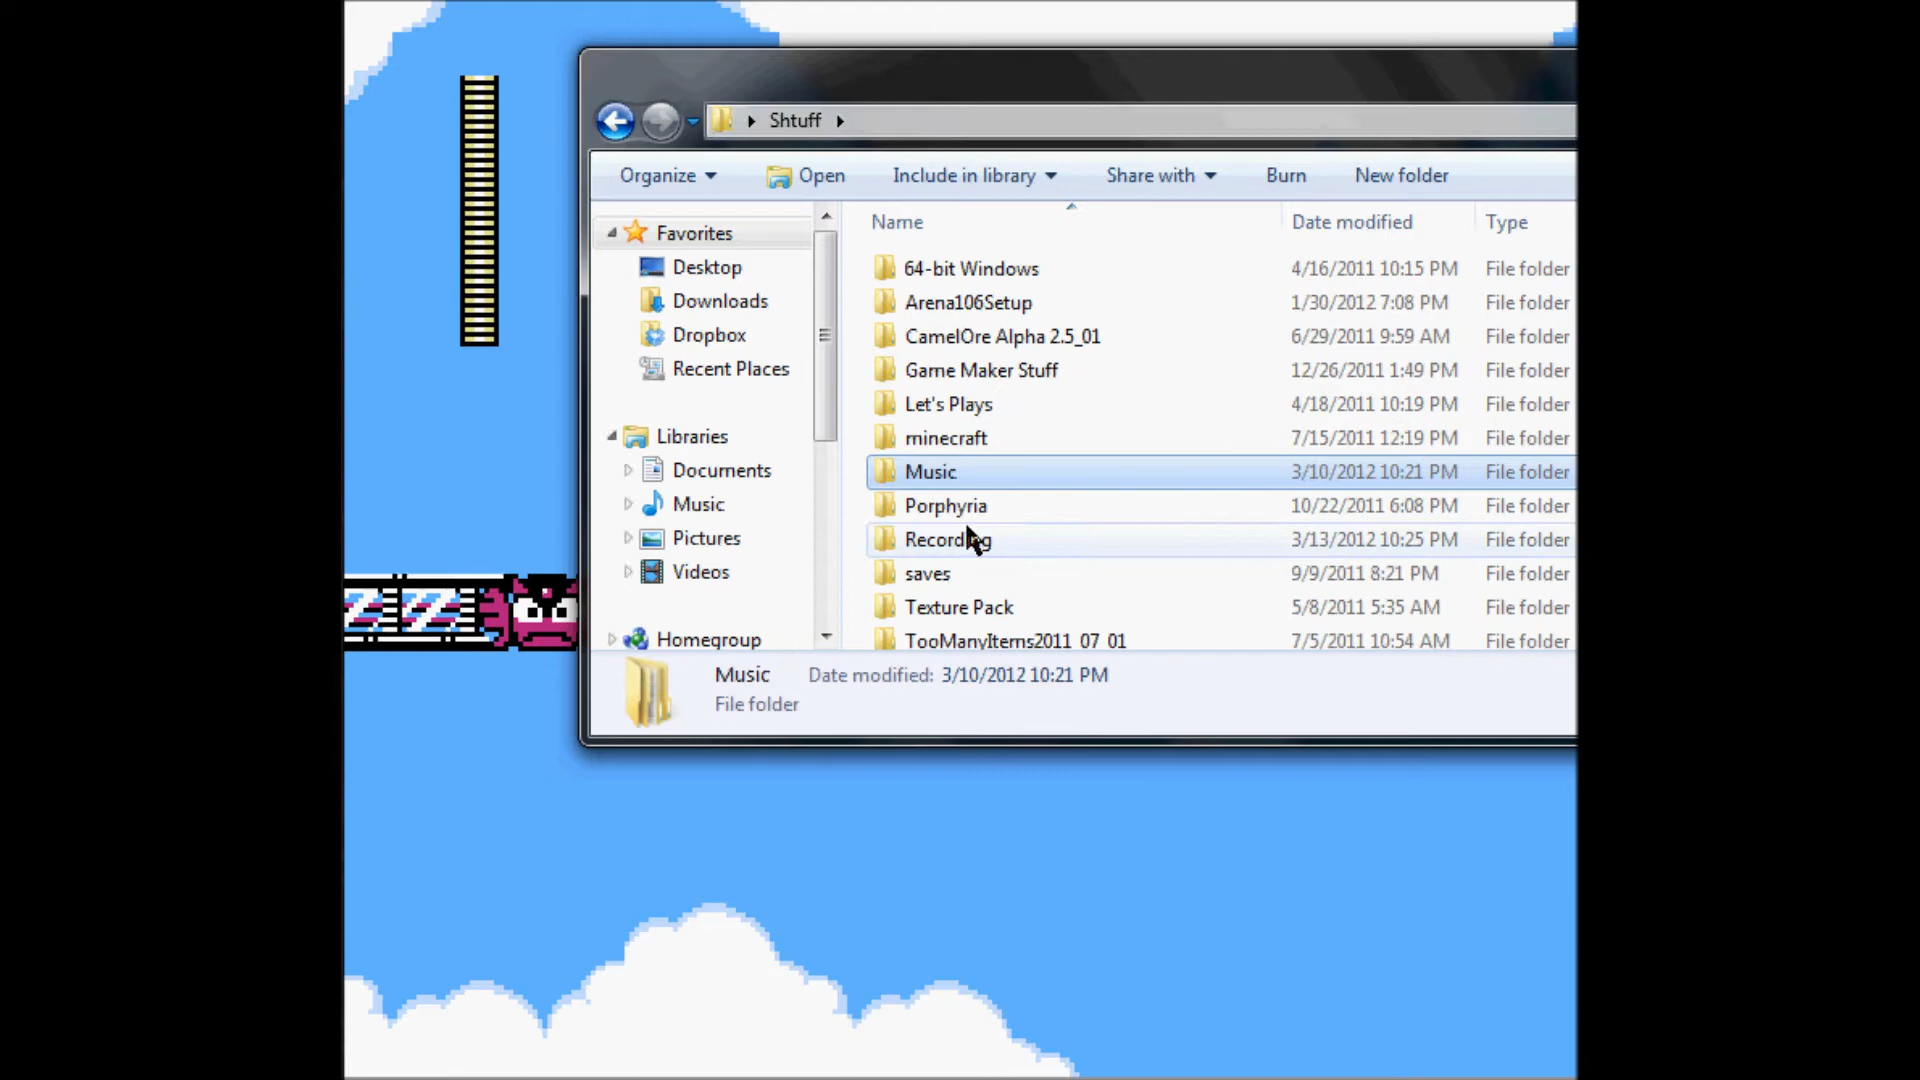 Shtuff
Organize Open Include in library Share with Burn New folder
Name Date modified Type
Favorites
Desktop
Downloads
Dropbox
Recent Places
Libraries
Documents
Music
Pictures
Videos
Homegroup
64-bit Windows 4/16/2011 10:15 PM File folder
Arena106Setup 1/30/2012 7:08 PM File folder
CamelOre Alpha 2.5_01 6/29/2011 9:59 AM File folder
Game Maker Stuff 12/26/2011 1:49 PM File folder
Let's Plays 4/18/2011 10:19 PM File folder
minecraft 7/15/2011 12:19 PM File folder
Music 3/10/2012 10:21 PM File folder
Porphyria 10/22/2011 6:08 PM File folder
Recording 3/13/2012 10:25 PM File folder
saves 9/9/2011 8:21 PM File folder
Texture Pack 5/8/2011 5:35 AM File folder
TooManyItems2011_07_01 7/5/2011 10:54 AM File folder
Music Date modified: 3/10/2012 10:21 PM
File folder